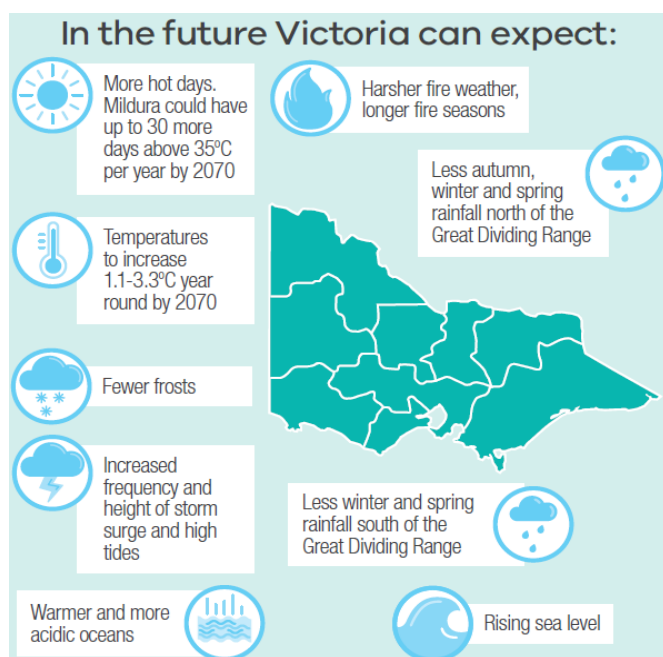 In the future Victoria can expect:
More hot days.
Mildura could have
up to 30 more
days above 35ºC
per year by 2070
Harsher fire weather,
longer fire seasons
Less autumn,
winter and spring
rainfall north of the
Great Dividing Range
Temperatures
to increase
1.1-3.3ºC year
round by 2070
Fewer frosts
Increased
frequency and
height of storm
surge and high
tides
Less winter and spring
rainfall south of the
Great Dividing Range
Warmer and more
acidic oceans
Rising sea level